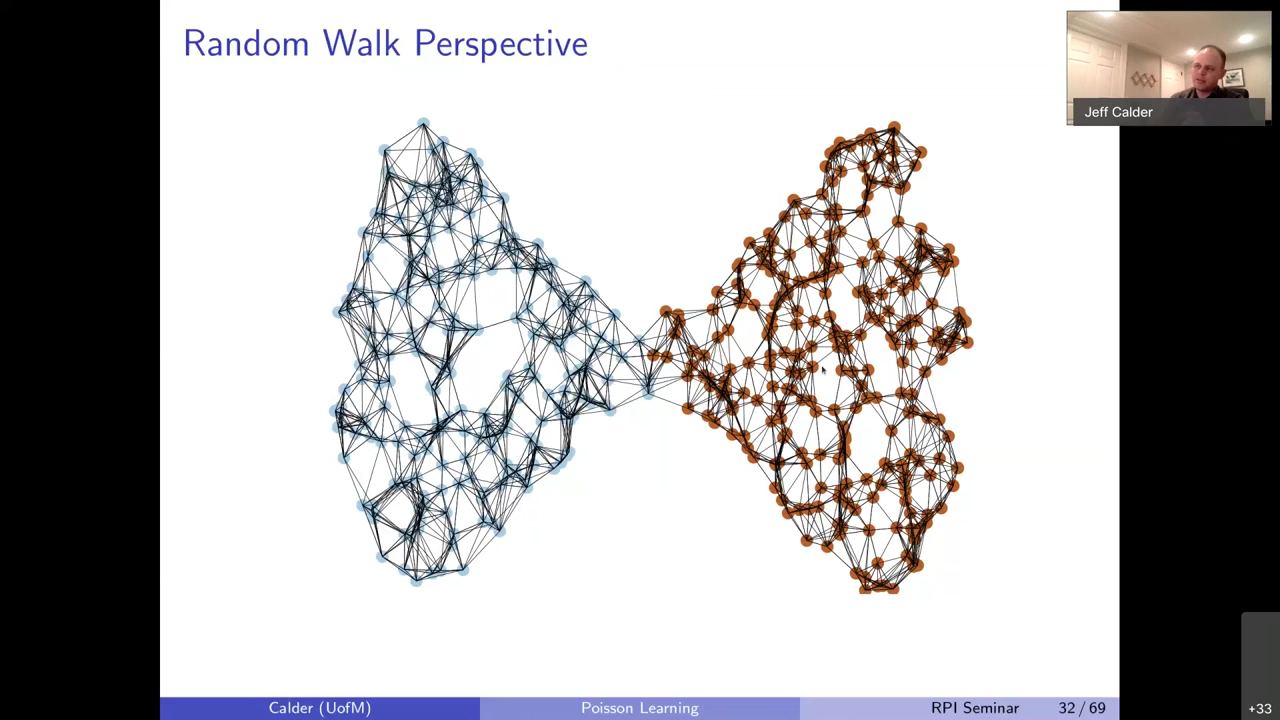 Random Walk Perspective
Jeff Calder
Calder (UofM)
Poisson Learning
RPI Seminar
32 / 69
+33